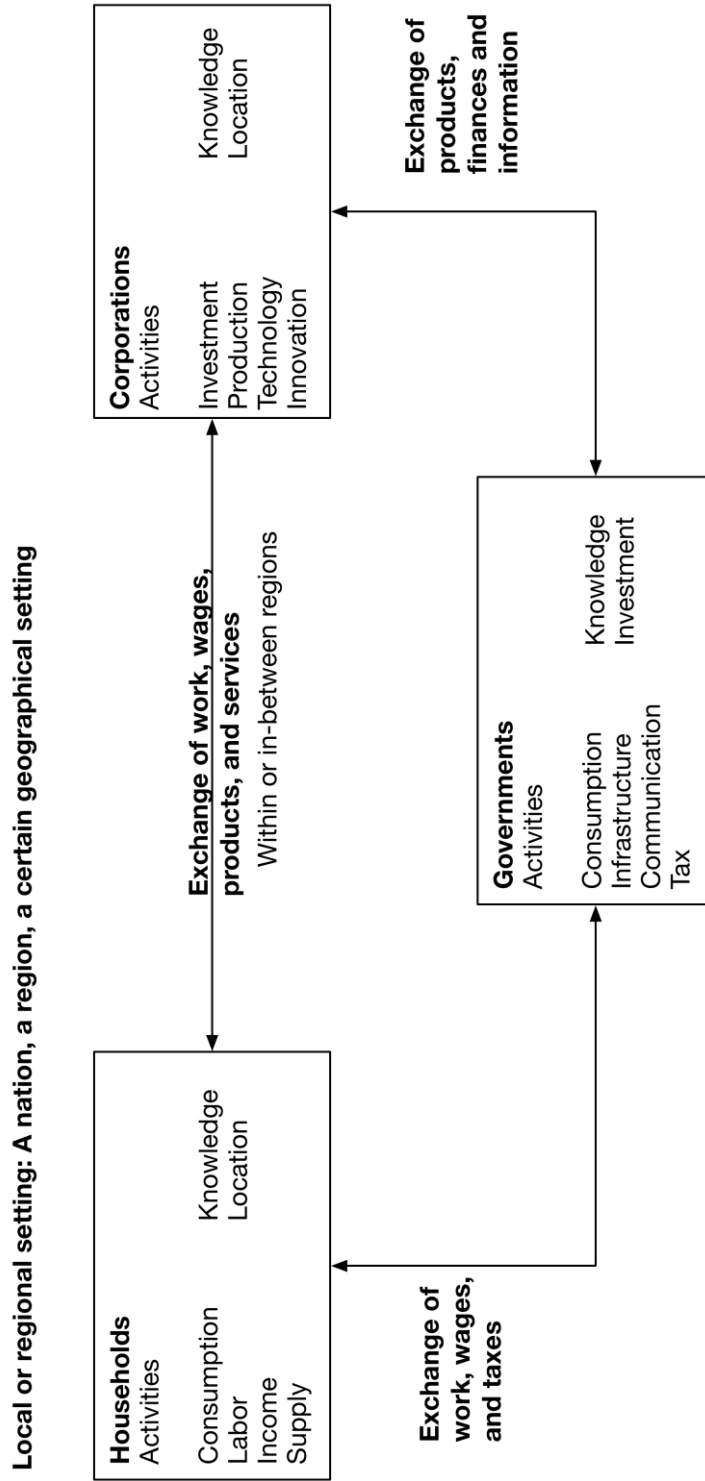 Local or regional setting: A nation, a region, a certain geographical setting
Households
Activities
Consumption
Labor
Income
Supply
Knowledge
Location
Exchange of work, wages,
products, and services
Within or in-between regions
Corporations
Activities
Investment
Production
Technology
Innovation
Knowledge
Location
Exchange of
work, wages,
and taxes
Governments
Activities
Consumption
Infrastructure
Communication
Tax
Knowledge
Investment
Exchange of
products,
finances and
information